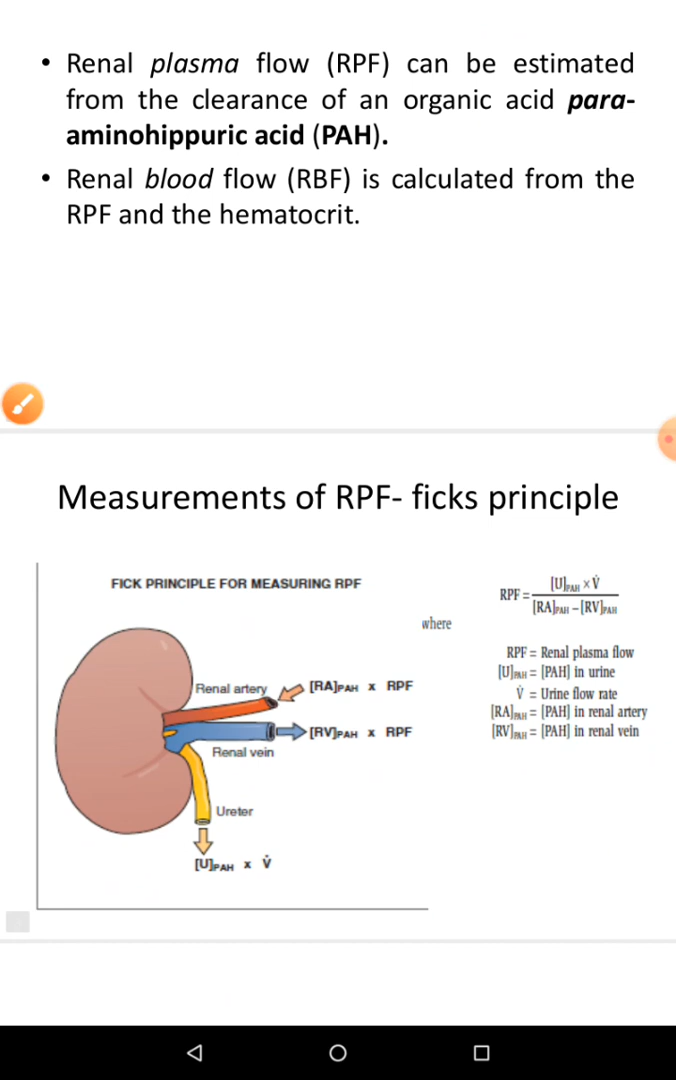 • Renal plasma flow (RPF) can be estimated
from the clearance of an organic acid para-
aminohippuric acid (PAH).
• Renal blood flow (RBF) is calculated from the
RPF and the hematocrit.
Measurements of RPF- ficks principle
FICK PRINCIPLE FOR MEASURING RPF
Renal artery
[RA]PAH x RPF
[RV]PAH x RPF
Renal vein
Ureter
[U]PAH x V̇
RPF = [U]PAH × V̇
[RA]PAH – [RV]PAH
where
RPF = Renal plasma flow
[U]PAH = [PAH] in urine
V̇ = Urine flow rate
[RA]PAH = [PAH] in renal artery
[RV]PAH = [PAH] in renal vein